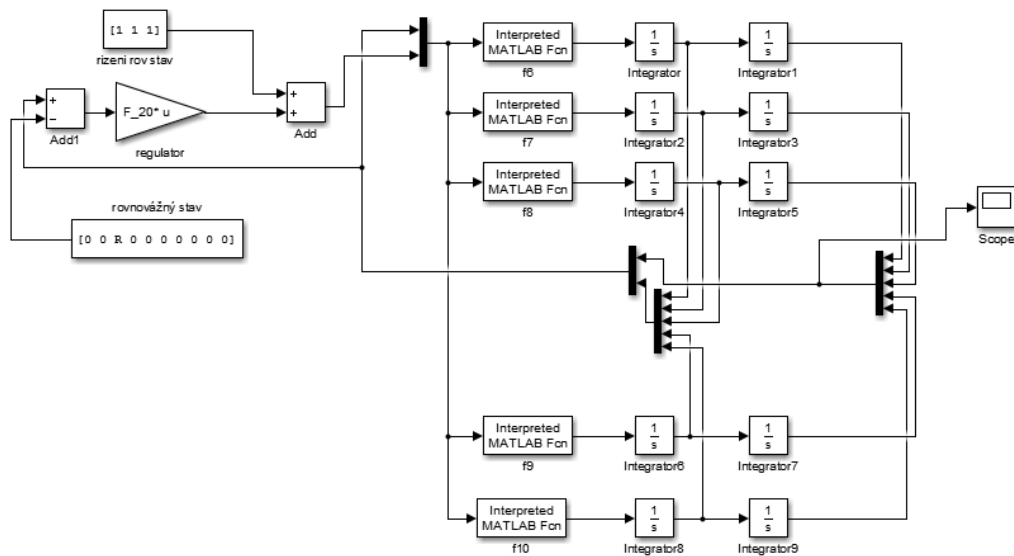 [1 1 1]
rizeni rov stav
+
−
Add1
F_20* u
regulator
+
+
Add
rovnovážný stav
[0 0 R 0 0 0 0 0 0 0]
Interpreted
MATLAB Fcn
f6
1
s
Integrator
1
s
Integrator1
Interpreted
MATLAB Fcn
f7
1
s
Integrator2
1
s
Integrator3
Interpreted
MATLAB Fcn
f8
1
s
Integrator4
1
s
Integrator5
Scope
Interpreted
MATLAB Fcn
f9
1
s
Integrator6
1
s
Integrator7
Interpreted
MATLAB Fcn
f10
1
s
Integrator8
1
s
Integrator9